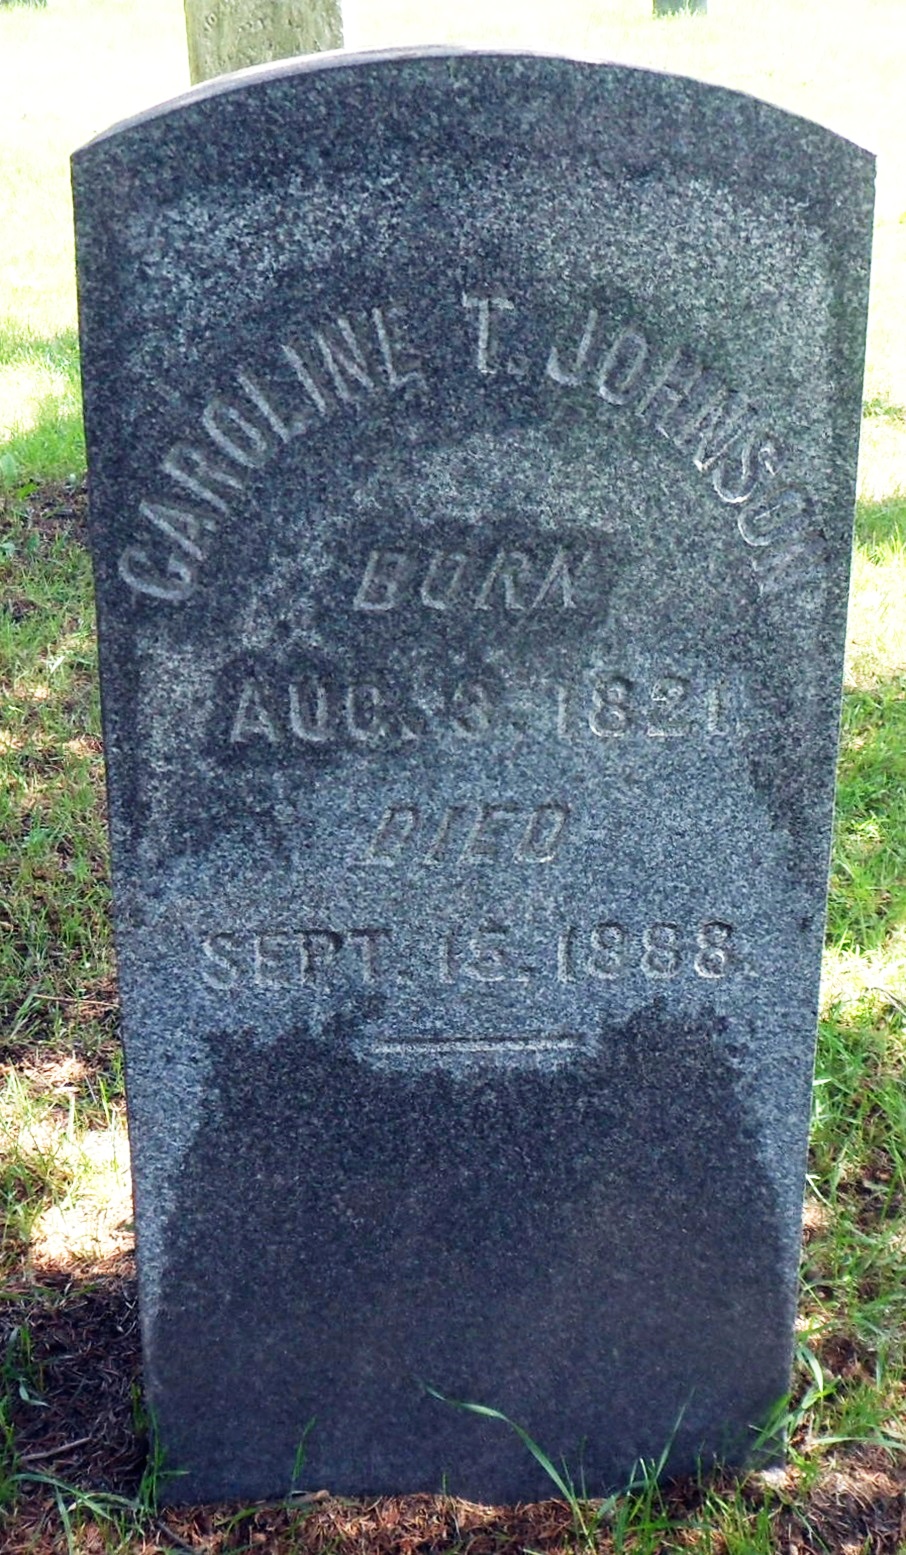 CAROLINE T. JOHNSON
BORN
AUG. 3. 1821
DIED
SEPT. 15. 1888.